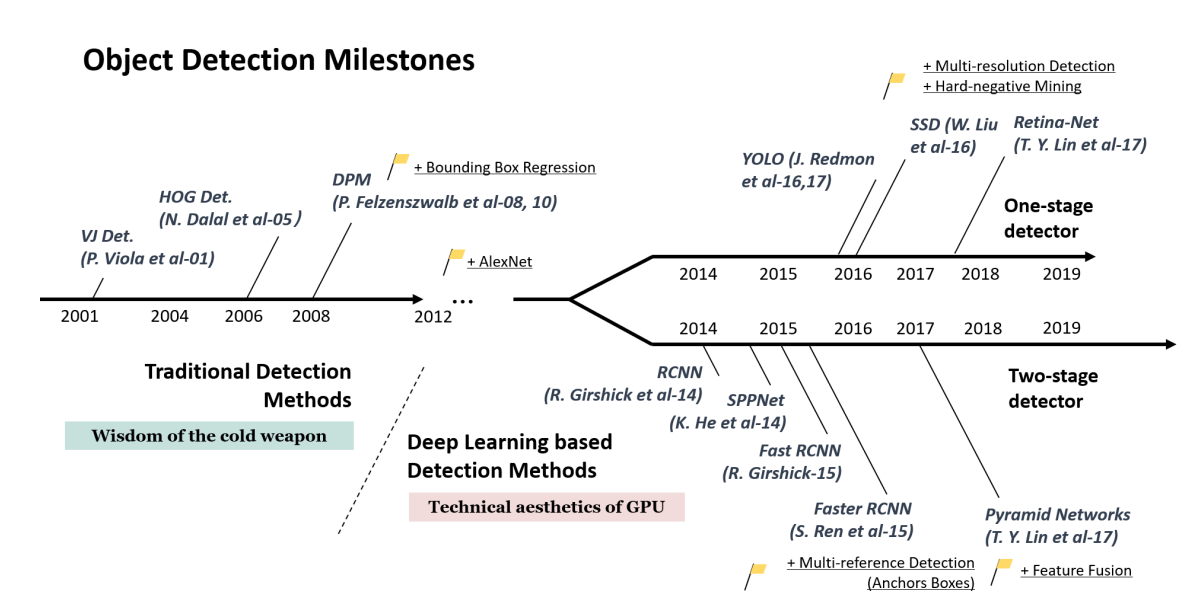 Object Detection Milestones
+ Multi-resolution Detection
+ Hard-negative Mining
SSD (W. Liu
et al-16)
Retina-Net
(T. Y. Lin et al-17)
YOLO (J. Redmon
et al-16,17)
+ Bounding Box Regression
DPM
(P. Felzenszwalb et al-08, 10)
HOG Det.
(N. Dalal et al-05)
VJ Det.
(P. Viola et al-01)
+ AlexNet
One-stage
detector
2014 2015 2016 2017 2018 2019
...
2001 2004 2006 2008 2012
2014 2015 2016 2017 2018 2019
Traditional Detection
Methods
Wisdom of the cold weapon
Deep Learning based
Detection Methods
Technical aesthetics of GPU
RCNN
(R. Girshick et al-14)
SPPNet
(K. He et al-14)
Fast RCNN
(R. Girshick-15)
Faster RCNN
(S. Ren et al-15)
+ Multi-reference Detection
(Anchors Boxes)
Two-stage
detector
Pyramid Networks
(T. Y. Lin et al-17)
+ Feature Fusion